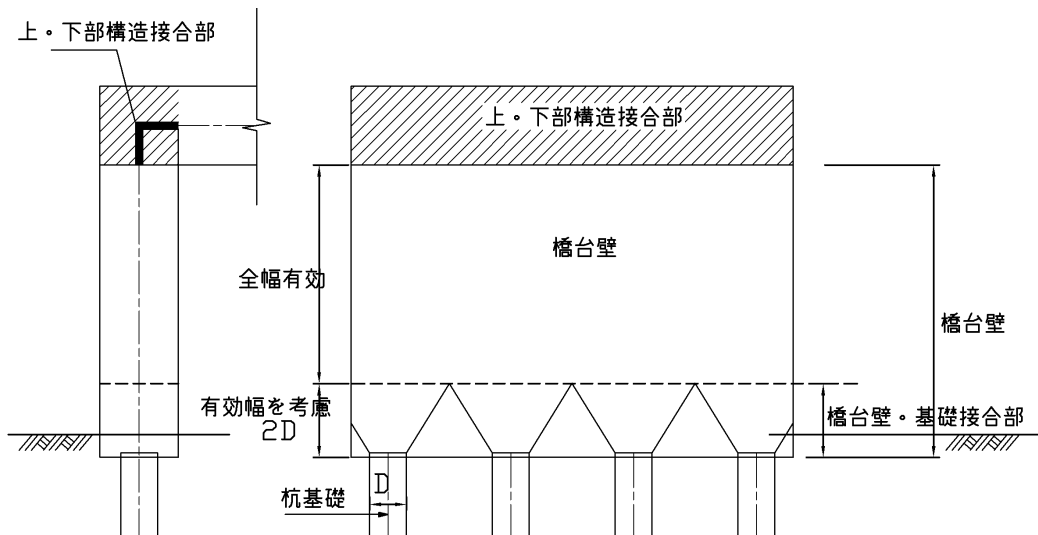 上。下部構造接合部
上。下部構造接合部
橋台壁
全幅有効
橋台壁
有効幅を考慮
2D
橋台壁。基礎接合部
D
杭基礎